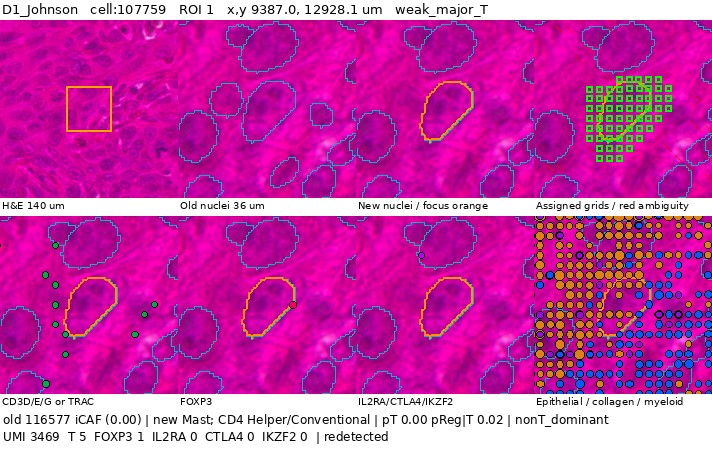 D1_Johnson cell:107759 ROI 1 x,y 9387.0, 12928.1 um weak_major_T
H&E 140 um
Old nuclei 36 um
New nuclei / focus orange
Assigned grids / red ambiguity
CD3D/E/G or TRAC
FOXP3
IL2RA/CTLA4/IKZF2
Epithelial / collagen / myeloid
old 116577 iCAF (0.00) | new Mast; CD4 Helper/Conventional | pT 0.00 pReg|T 0.02 | nonT_dominant
UMI 3469 T 5 FOXP3 1 IL2RA 0 CTLA4 0 IKZF2 0 | redetected